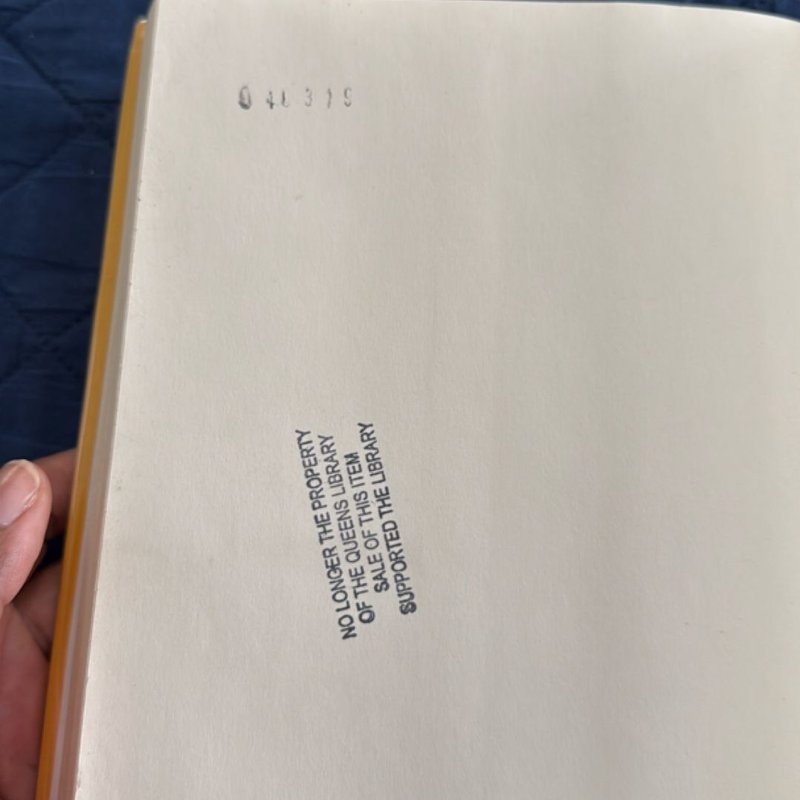 NO LONGER THE PROPERTY
OF THE QUEENS LIBRARY
SALE OF THIS ITEM
SUPPORTED THE LIBRARY